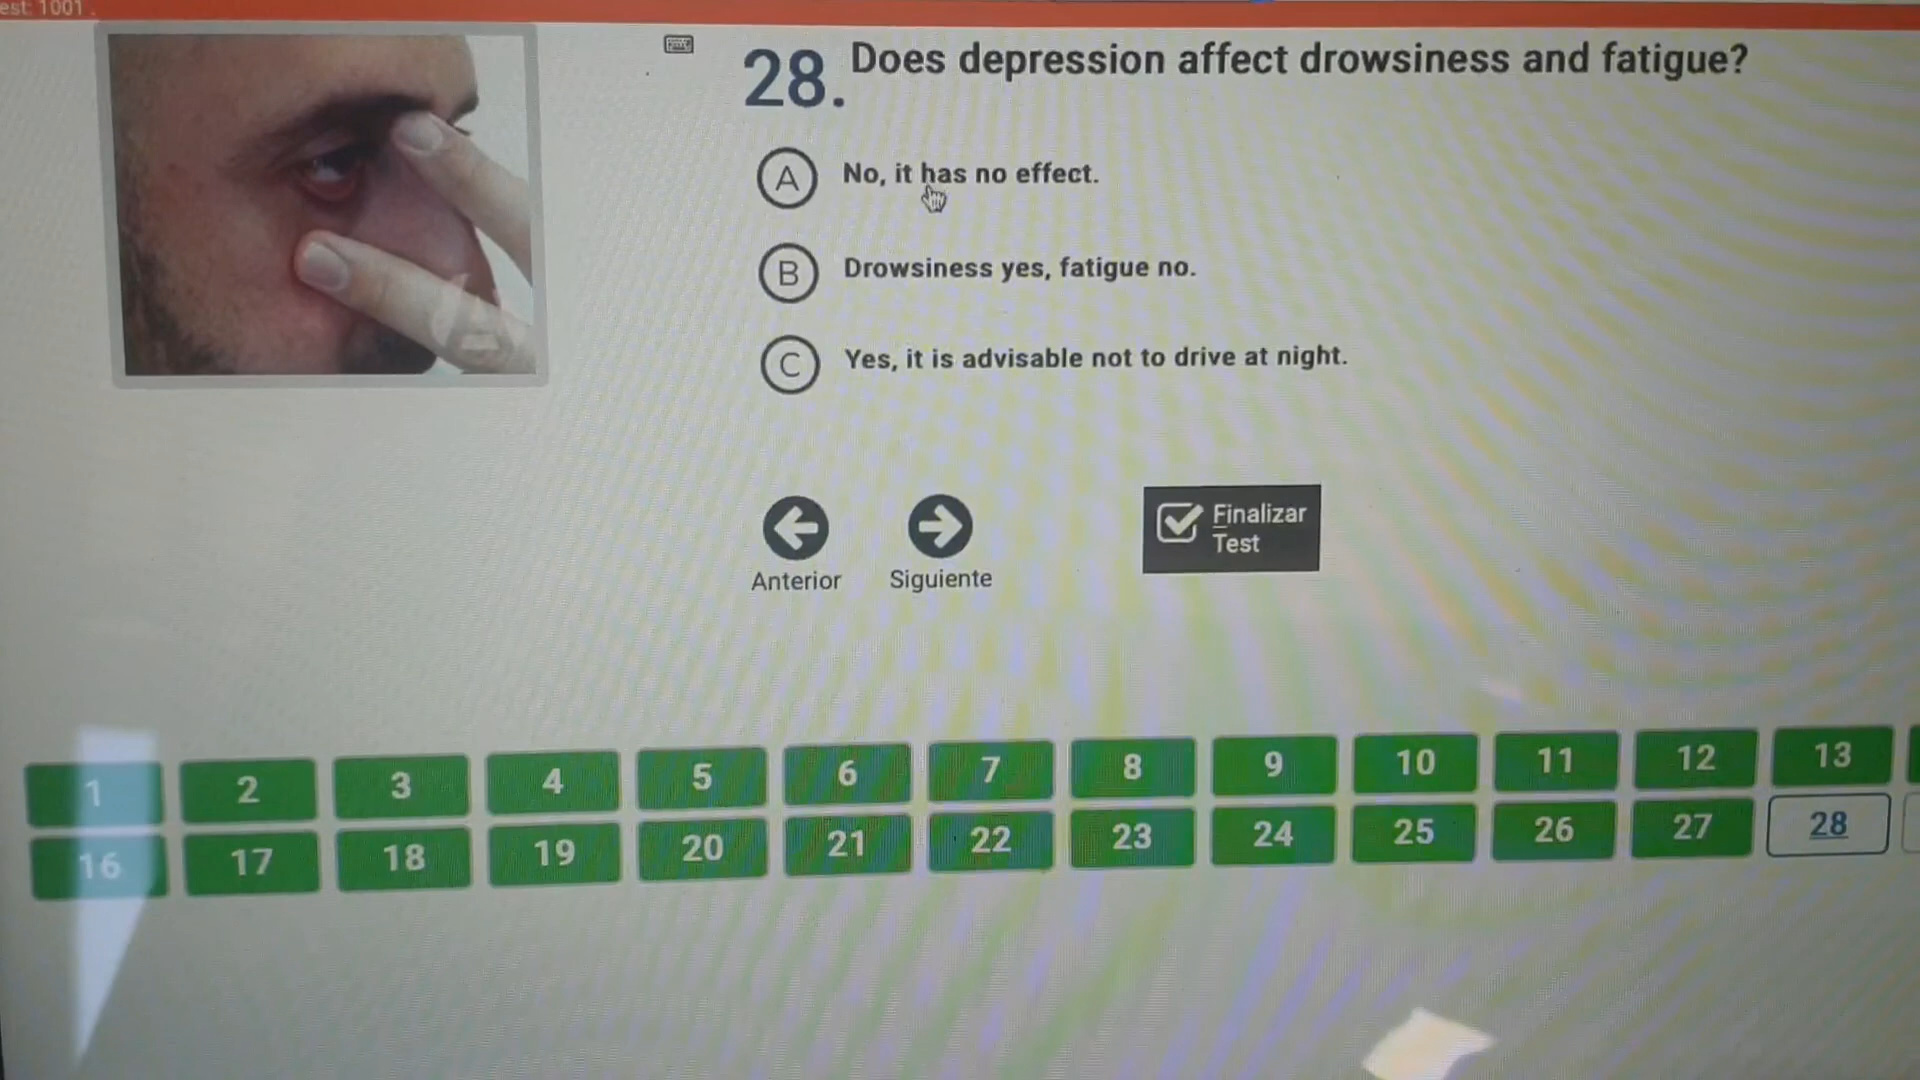 est: 1001
28. Does depression affect drowsiness and fatigue?
A No, it has no effect.
B Drowsiness yes, fatigue no.
C Yes, it is advisable not to drive at night.
Anterior
Siguiente
Finalizar
Test
1 2 3 4 5 6 7 8 9 10 11 12 13
16 17 18 19 20 21 22 23 24 25 26 27 28